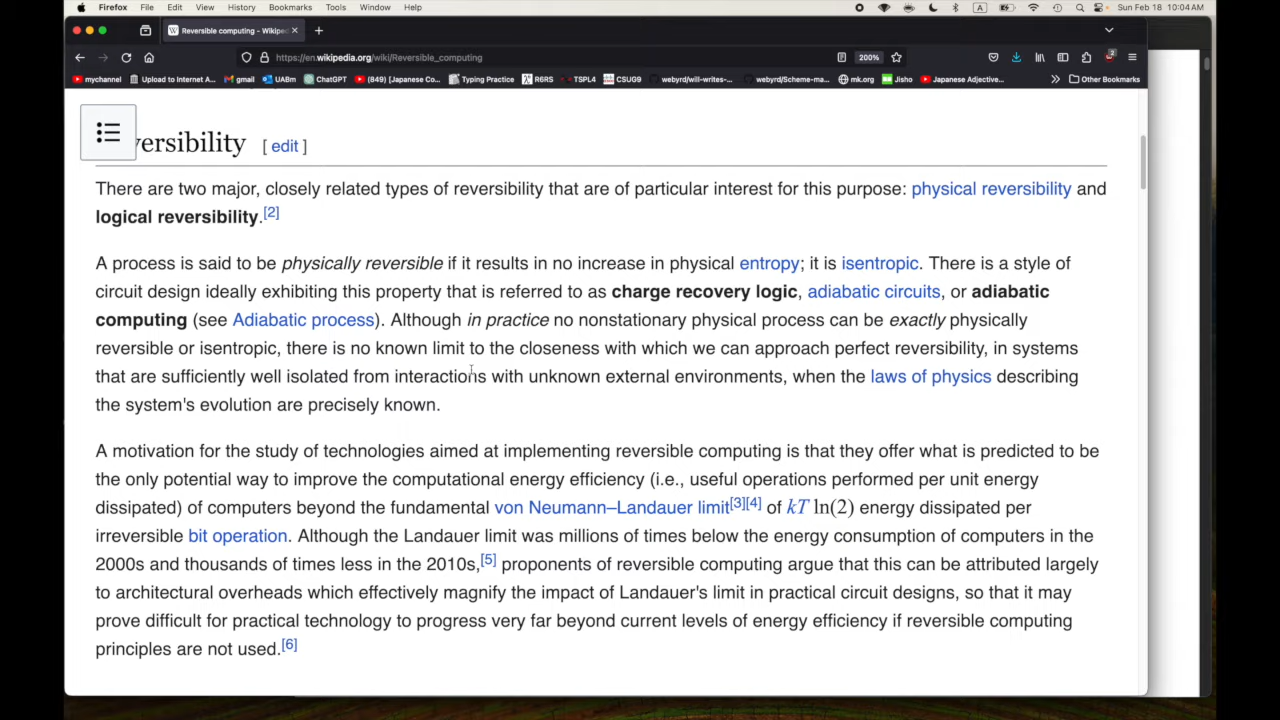 Firefox File Edit View History Bookmarks Tools Window Help A Sun Feb 18 10:04 AM
W Reversible computing - Wikipe
https://en.wikipedia.org/wiki/Reversible_computing 200%
mychannel Upload to Internet A... gmail UABm ChatGPT (849) [Japanese Co... Typing Practice R6RS TSPL4 CSUG9 webyrd/will-writes-... webyrd/Scheme-ma... mk.org Jisho Japanese Adjective... Other Bookmarks
versibility [ edit ]
There are two major, closely related types of reversibility that are of particular interest for this purpose: physical reversibility and
logical reversibility.[2]
A process is said to be physically reversible if it results in no increase in physical entropy; it is isentropic. There is a style of
circuit design ideally exhibiting this property that is referred to as charge recovery logic, adiabatic circuits, or adiabatic
computing (see Adiabatic process). Although in practice no nonstationary physical process can be exactly physically
reversible or isentropic, there is no known limit to the closeness with which we can approach perfect reversibility, in systems
that are sufficiently well isolated from interactions with unknown external environments, when the laws of physics describing
the system's evolution are precisely known.
A motivation for the study of technologies aimed at implementing reversible computing is that they offer what is predicted to be
the only potential way to improve the computational energy efficiency (i.e., useful operations performed per unit energy
dissipated) of computers beyond the fundamental von Neumann–Landauer limit[3][4] of kT ln(2) energy dissipated per
irreversible bit operation. Although the Landauer limit was millions of times below the energy consumption of computers in the
2000s and thousands of times less in the 2010s,[5] proponents of reversible computing argue that this can be attributed largely
to architectural overheads which effectively magnify the impact of Landauer's limit in practical circuit designs, so that it may
prove difficult for practical technology to progress very far beyond current levels of energy efficiency if reversible computing
principles are not used.[6]